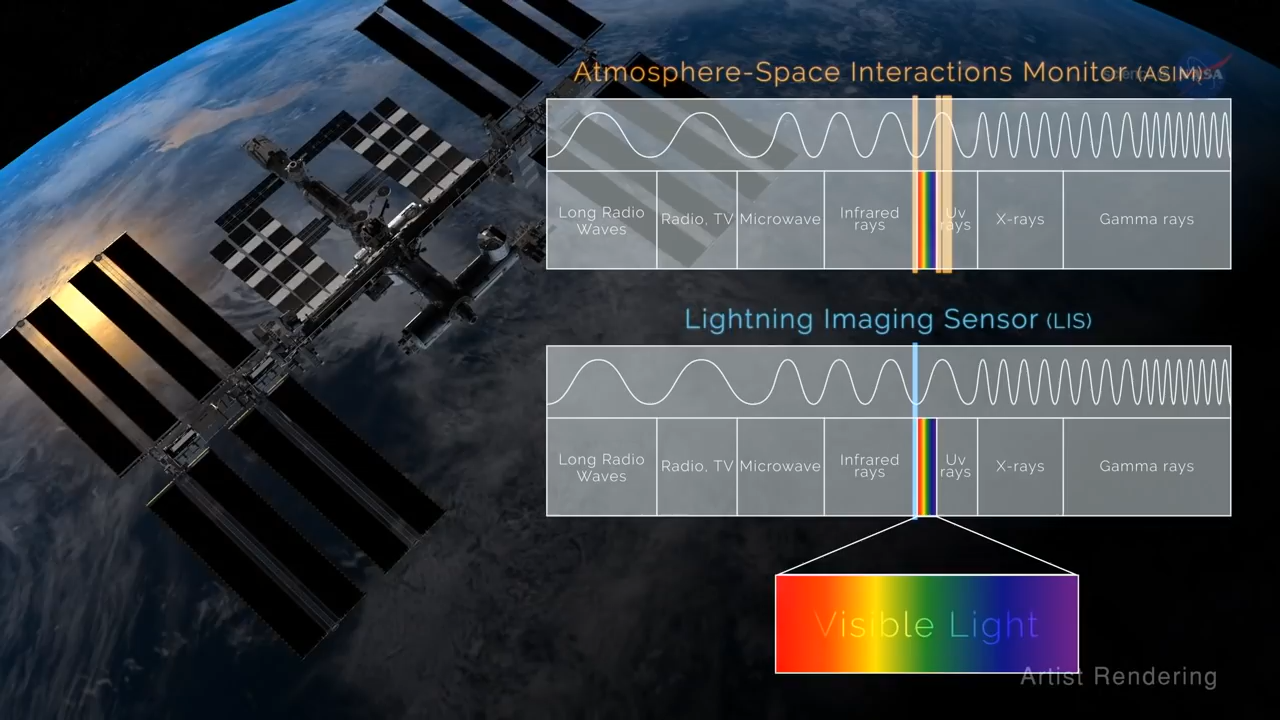 Atmosphere-Space Interactions Monitor (ASIM)
NASA
Long Radio
Waves
Radio, TV
Microwave
Infrared
rays
Uv
rays
X-rays
Gamma rays
Lightning Imaging Sensor (LIS)
Long Radio
Waves
Radio, TV
Microwave
Infrared
rays
Uv
rays
X-rays
Gamma rays
Visible Light
Artist Rendering